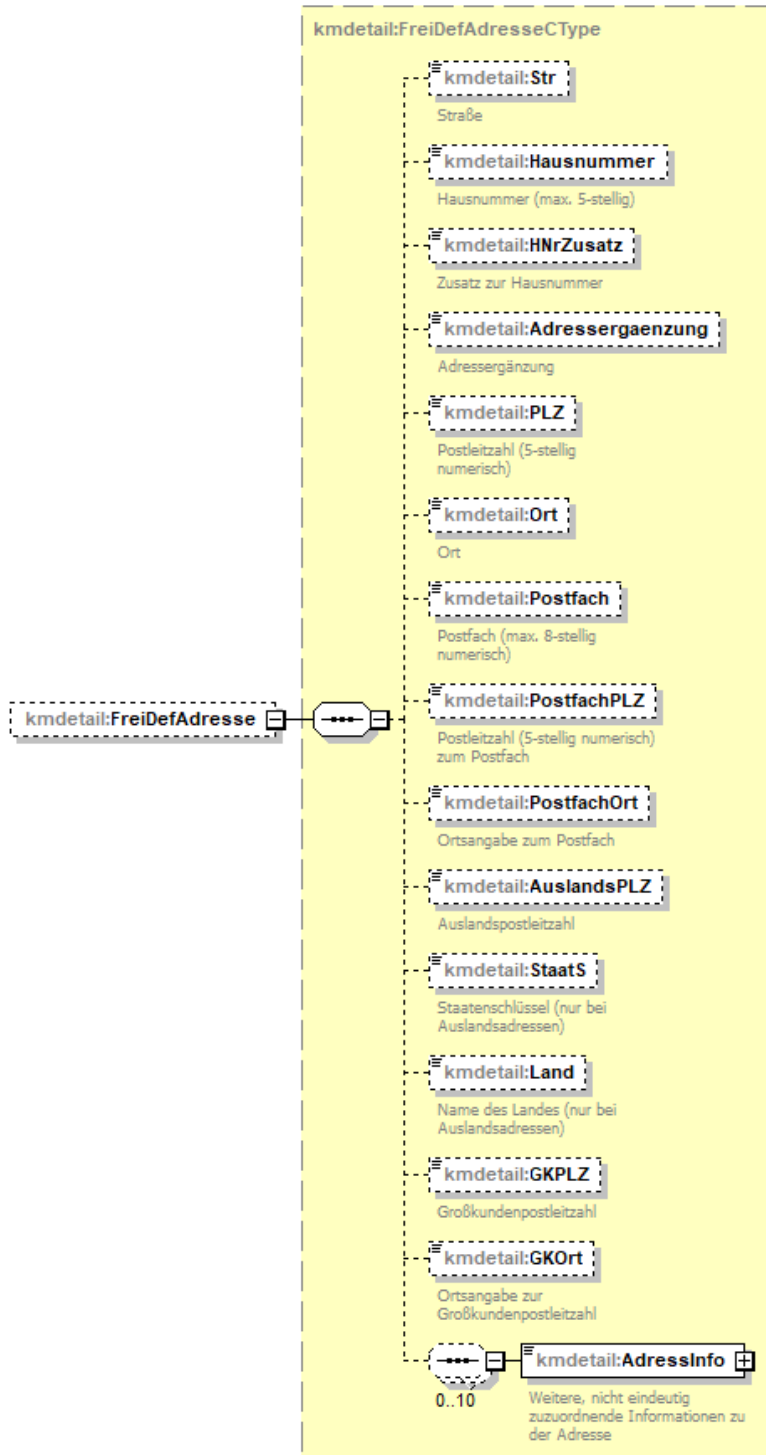 kmdetail:FreiDefAdresseCType
kmdetail:Str
Straße
kmdetail:Hausnummer
Hausnummer (max. 5-stellig)
kmdetail:HNrZusatz
Zusatz zur Hausnummer
kmdetail:Adressergaenzung
Adressergänzung
kmdetail:PLZ
Postleitzahl (5-stellig
numerisch)
kmdetail:Ort
Ort
kmdetail:Postfach
Postfach (max. 8-stellig
numerisch)
kmdetail:FreiDefAdresse
kmdetail:PostfachPLZ
Postleitzahl (5-stellig numerisch)
zum Postfach
kmdetail:PostfachOrt
Ortsangabe zum Postfach
kmdetail:AuslandsPLZ
Auslandspostleitzahl
kmdetail:StaatS
Staatenschlüssel (nur bei
Auslandsadressen)
kmdetail:Land
Name des Landes (nur bei
Auslandsadressen)
kmdetail:GKPLZ
Großkundenpostleitzahl
kmdetail:GKOrt
Ortsangabe zur
Großkundenpostleitzahl
kmdetail:AdressInfo
0..10
Weitere, nicht eindeutig
zuzuordnende Informationen zu
der Adresse